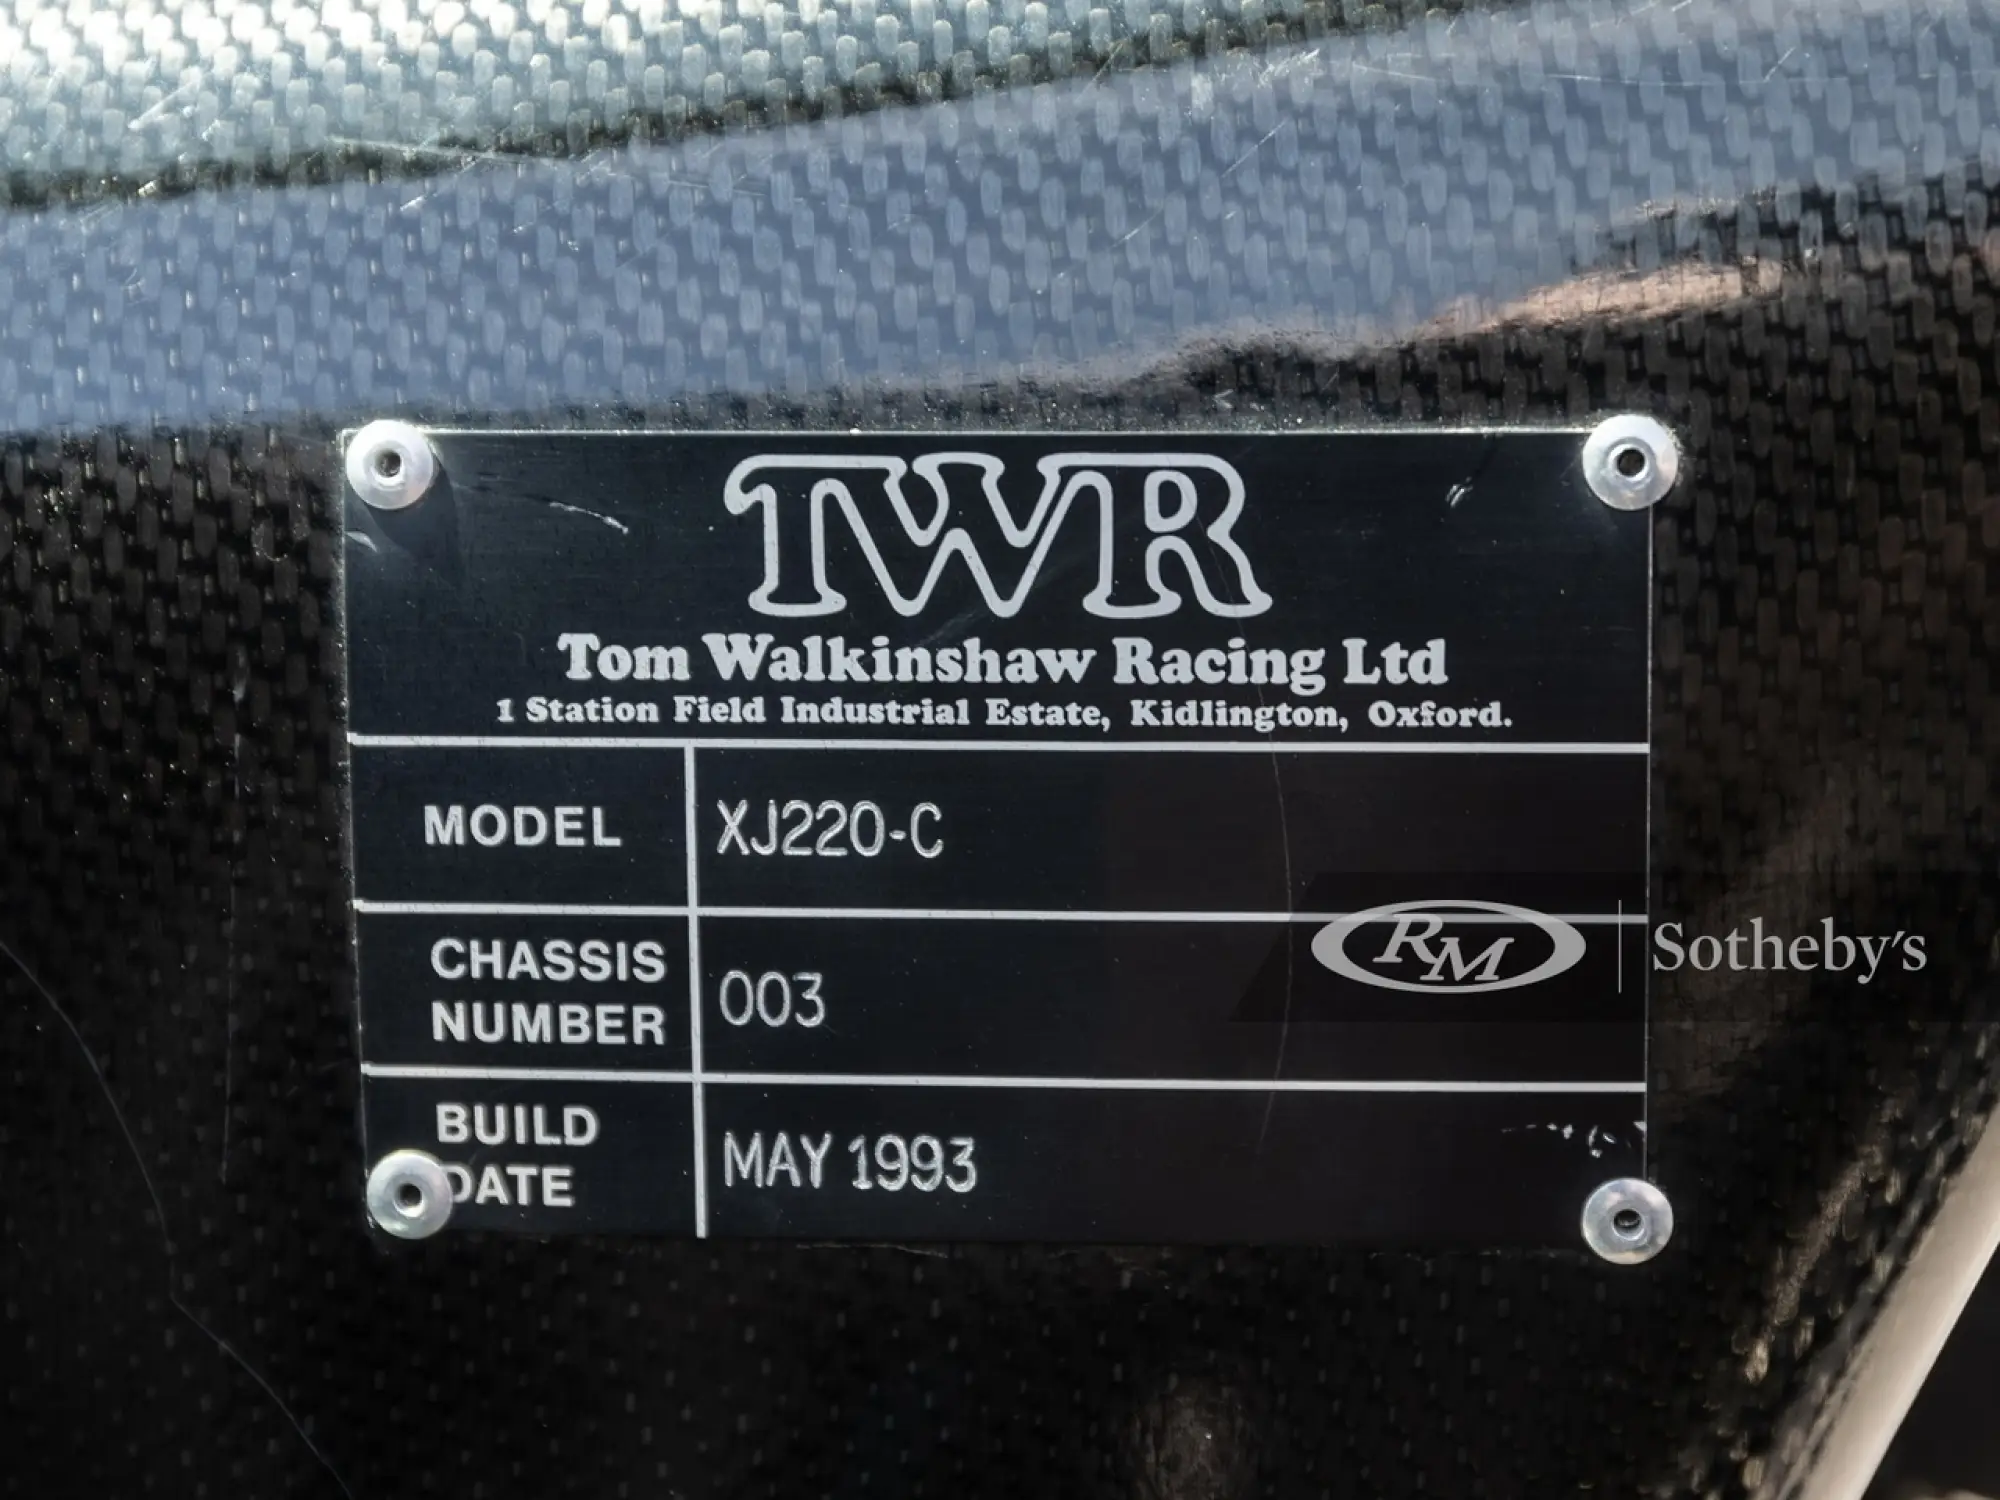 TWR
Tom Walkinshaw Racing Ltd
1 Station Field Industrial Estate, Kidlington, Oxford.
MODEL XJ220-C
CHASSIS
NUMBER 003
BUILD
DATE MAY 1993
RM Sotheby's